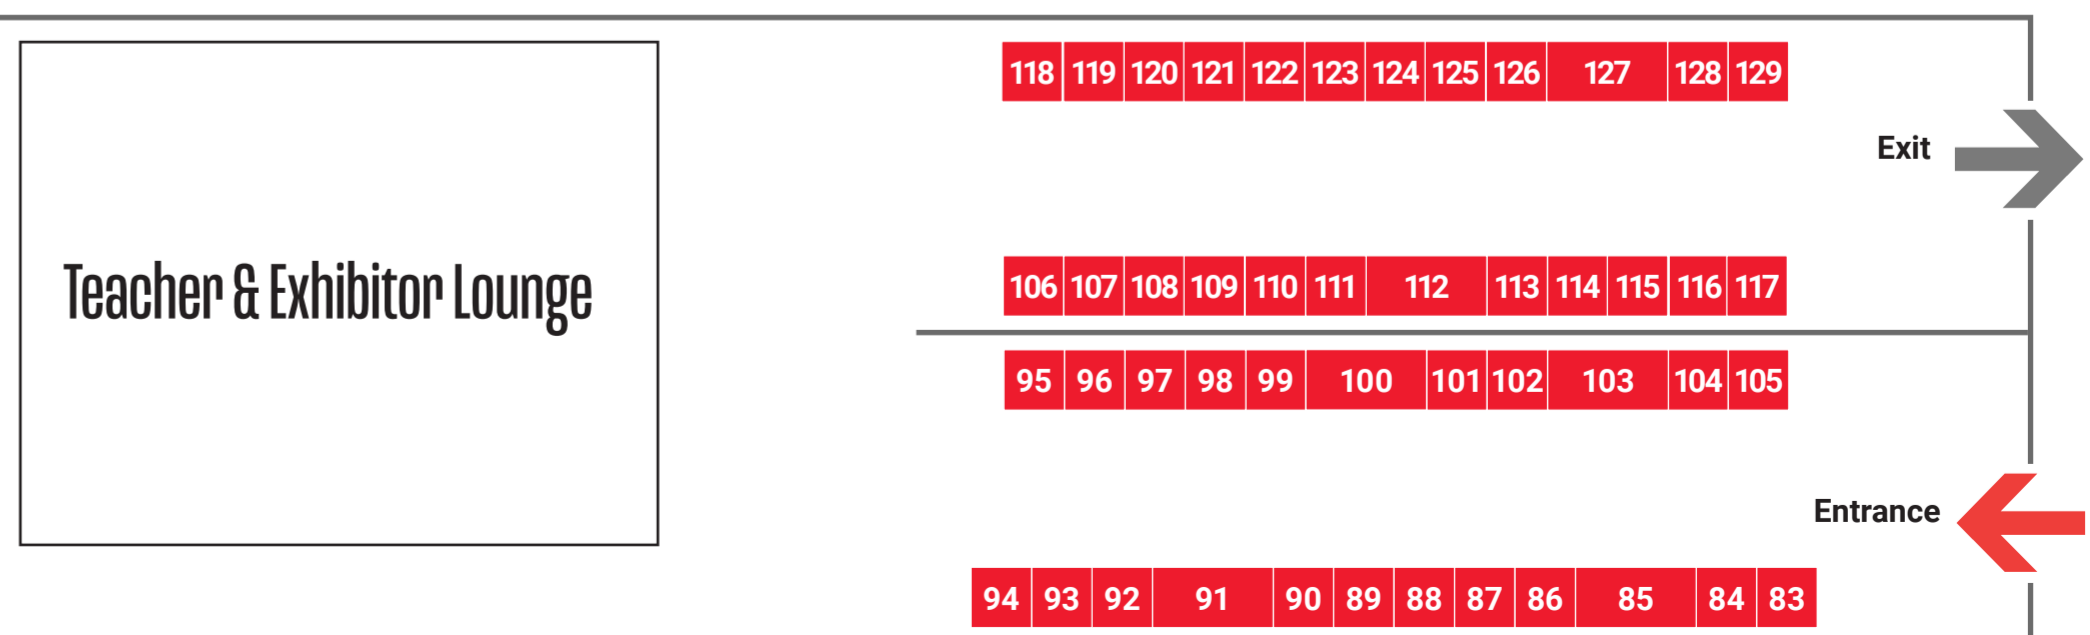 118 119 120 121 122 123 124 125 126 127 128 129
Exit
Teacher & Exhibitor Lounge
106 107 108 109 110 111 112 113 114 115 116 117
95 96 97 98 99 100 101 102 103 104 105
Entrance
94 93 92 91 90 89 88 87 86 85 84 83